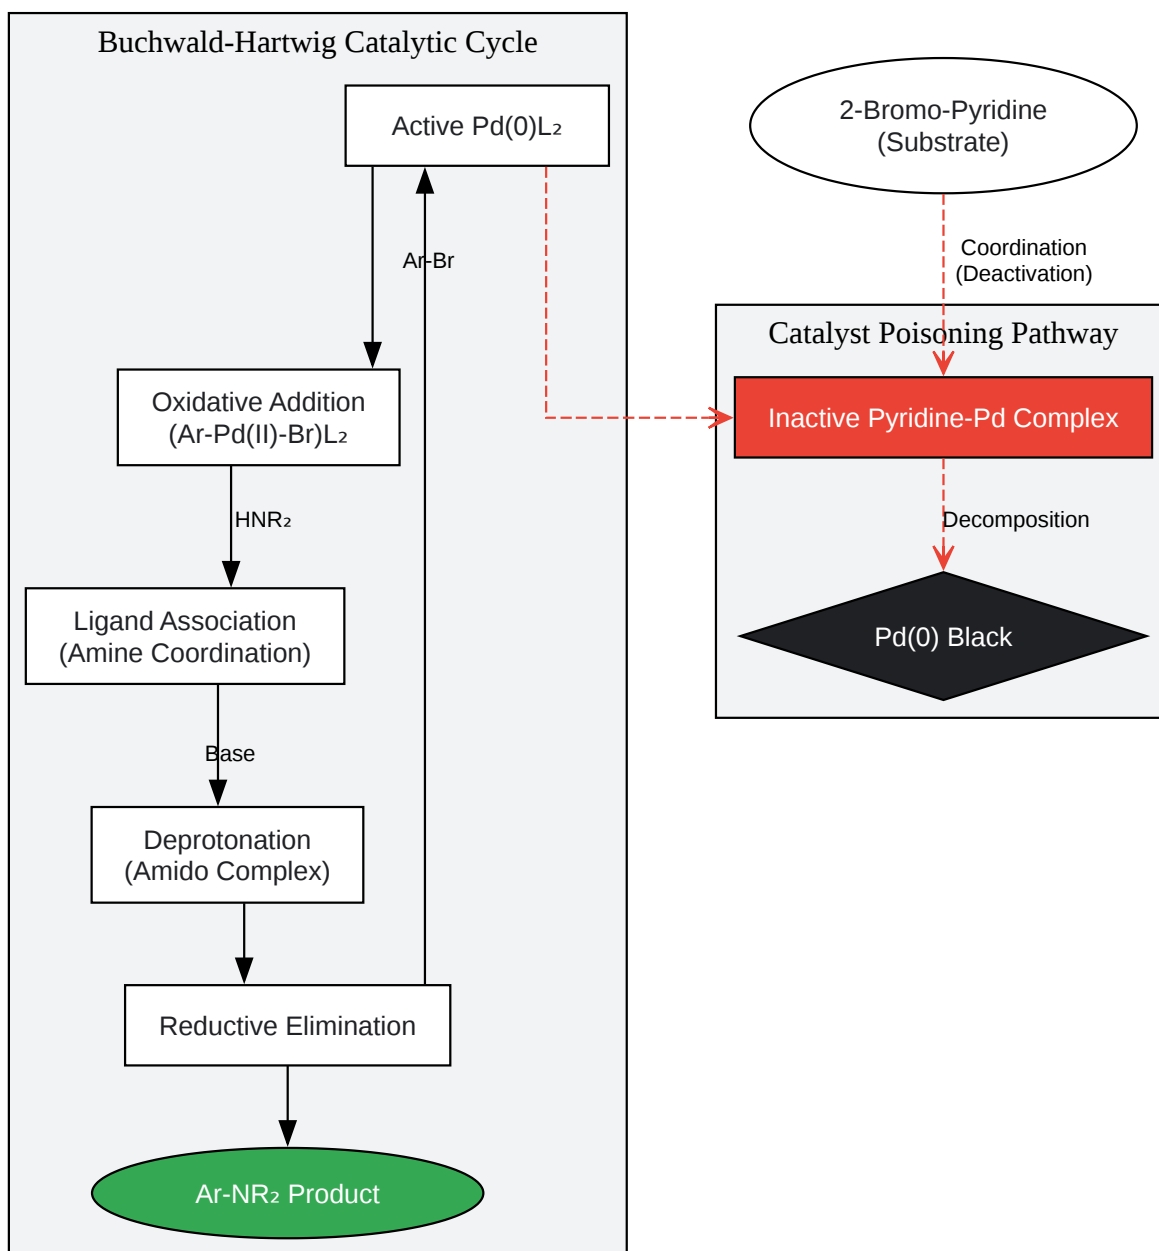 Buchwald-Hartwig Catalytic Cycle
Active Pd(0)L₂
Ar-Br
Oxidative Addition
(Ar-Pd(II)-Br)L₂
HNR₂
Ligand Association
(Amine Coordination)
Base
Deprotonation
(Amido Complex)
Reductive Elimination
Ar-NR₂ Product
2-Bromo-Pyridine
(Substrate)
Coordination
(Deactivation)
Catalyst Poisoning Pathway
Inactive Pyridine-Pd Complex
Decomposition
Pd(0) Black